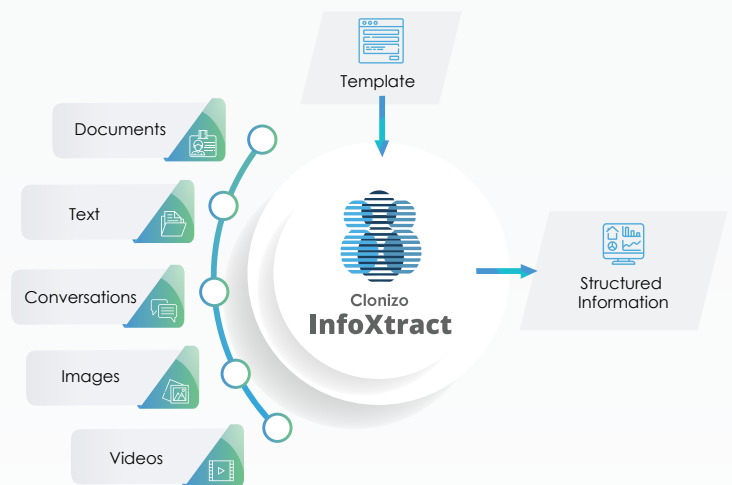 Template
Documents
Text
Conversations
Images
Videos
Clonizo
InfoXtract
Structured
Information